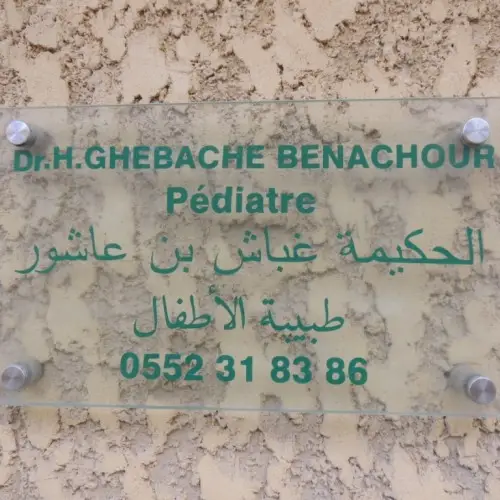 Dr.H.GHEBACHE BENACHOUR
Pédiatre
الحكيمة غباش بن عاشور
طبيبة الأطفال
0552 31 83 86